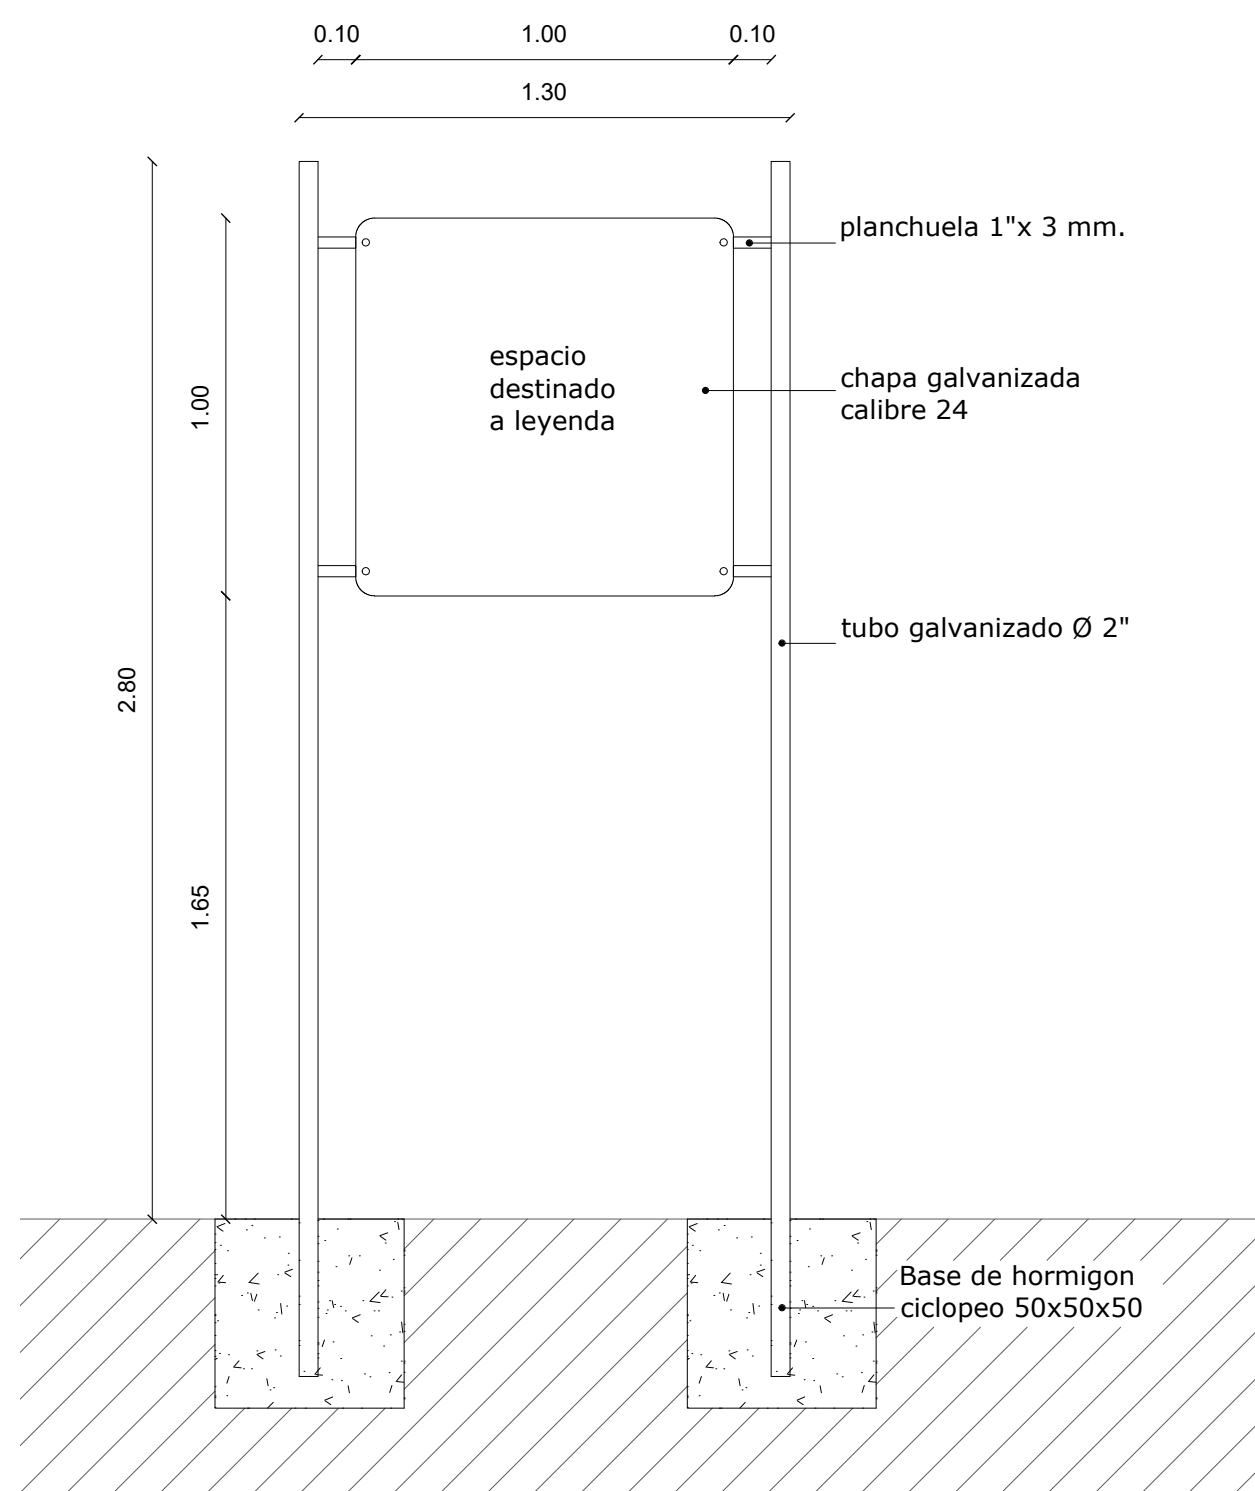 0.10 1.00 0.10
1.30
planchuela 1"x 3 mm.
espacio
destinado
a leyenda
chapa galvanizada
calibre 24
1.00
tubo galvanizado Ø 2"
2.80
1.65
Base de hormigon
ciclopeo 50x50x50